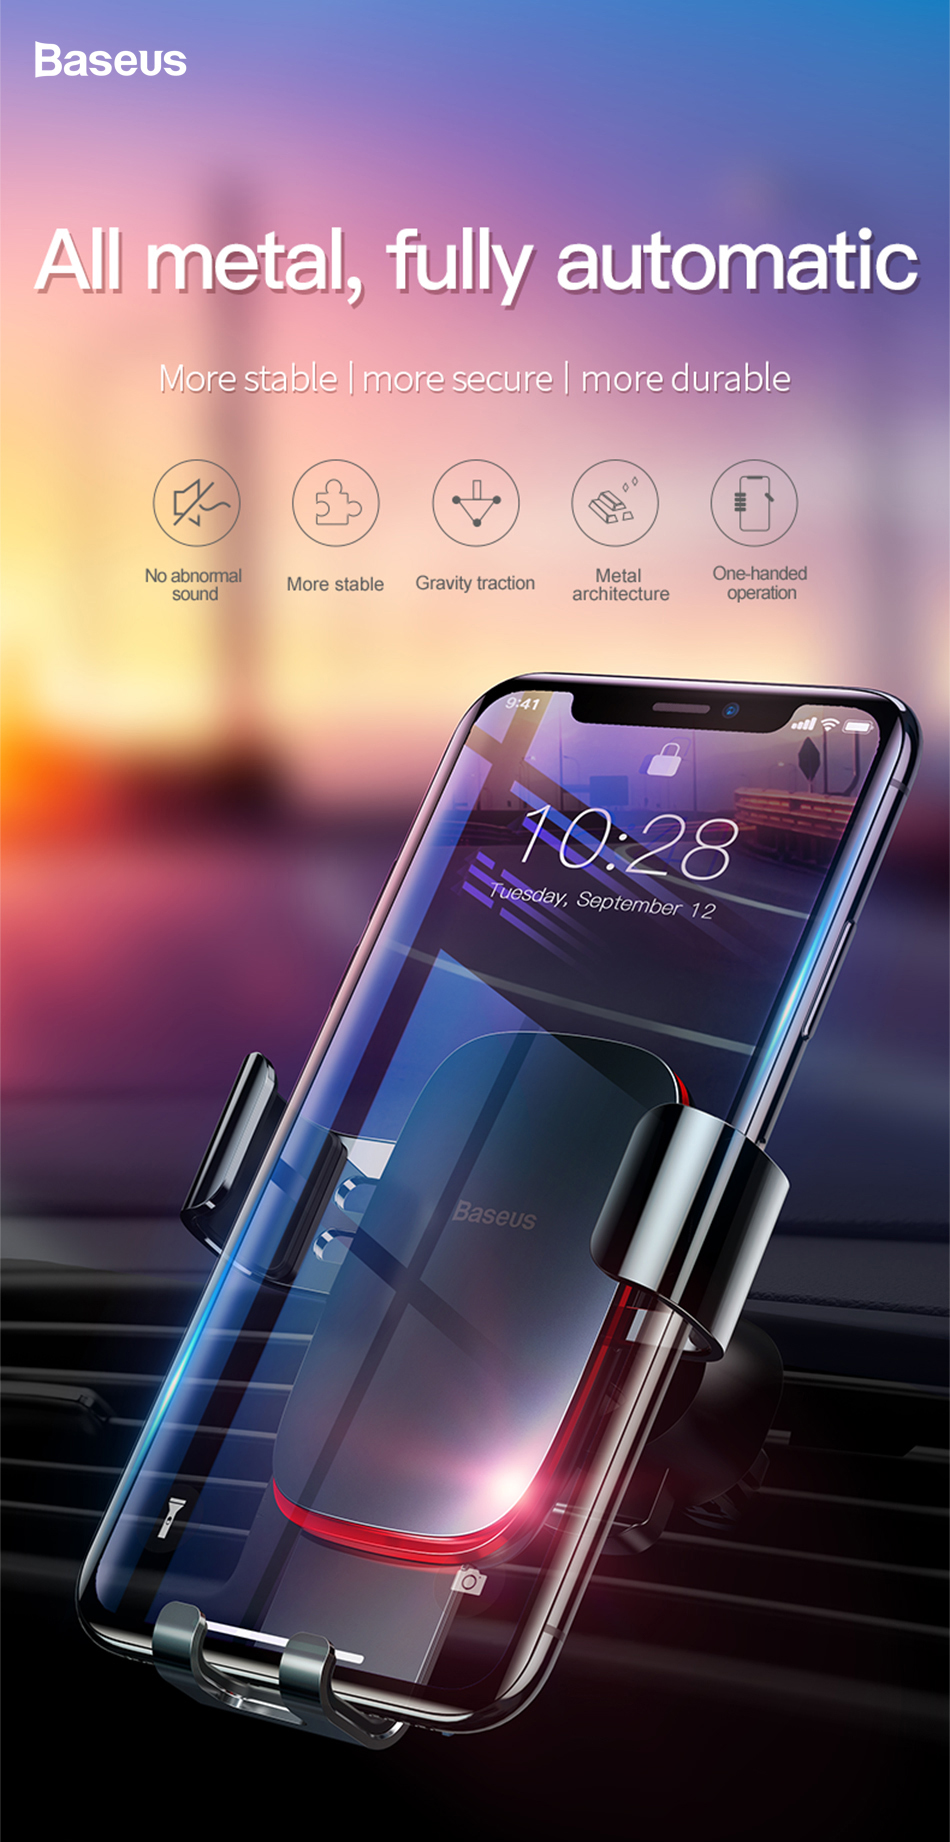 Baseus
All metal, fully automatic
More stable | more secure | more durable
No abnormal
sound
More stable
Gravity traction
Metal
architecture
One-handed
operation
9:41
10:28
Tuesday, September 12
Baseus